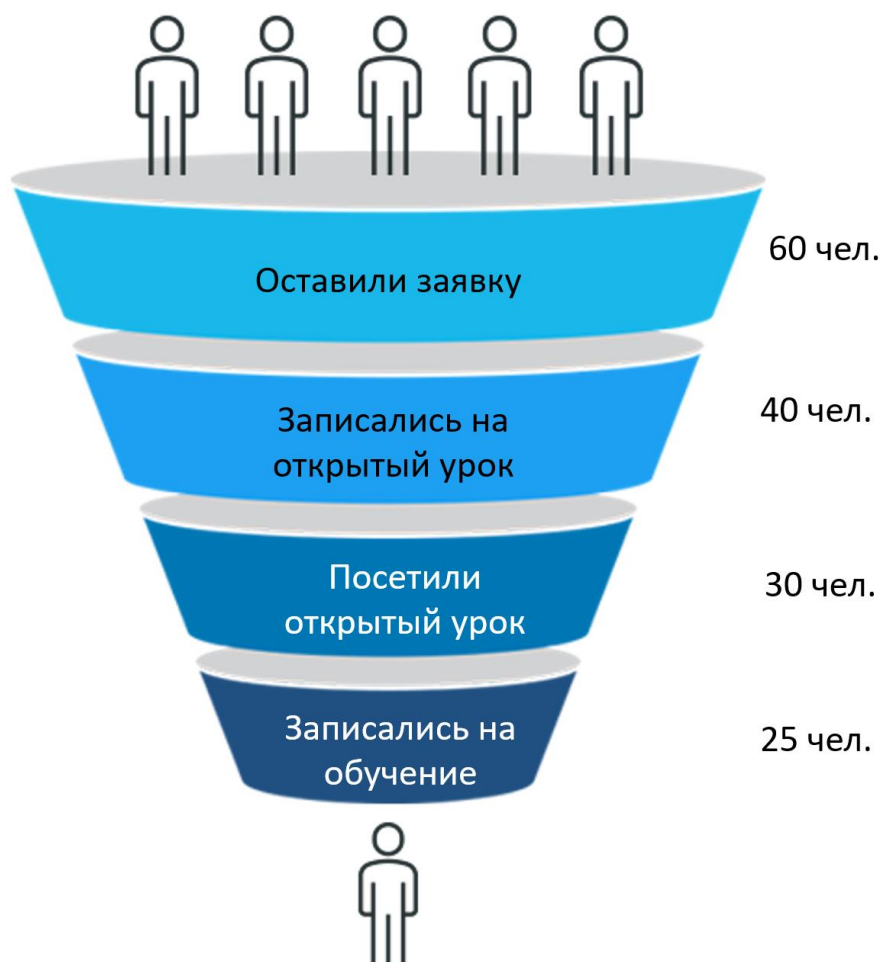 Оставили заявку
60 чел.
Записались на
открытый урок
40 чел.
Посетили
открытый урок
30 чел.
Записались на
обучение
25 чел.